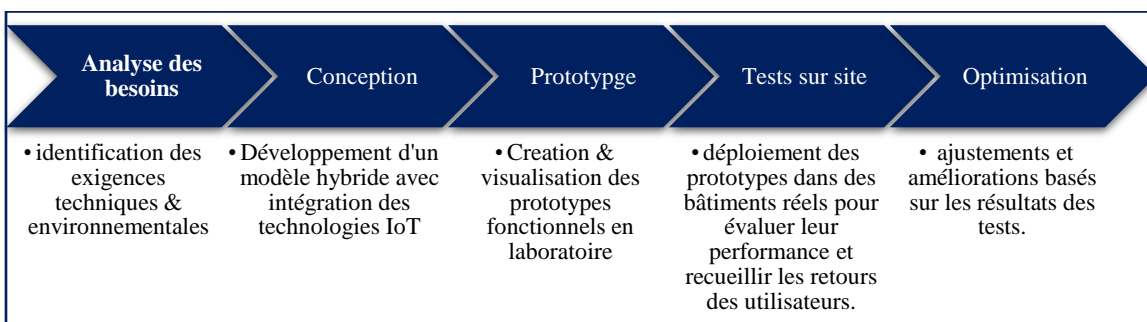 Analyse des
besoins
Conception
Prototypge
Tests sur site
Optimisation
• identification des
exigences
techniques &
environnementales
• Développement d'un
modèle hybride avec
intégration des
technologies IoT
• Creation &
visualisation des
prototypes
fonctionnels en
laboratoire
• déploiement des
prototypes dans des
bâtiments réels pour
évaluer leur
performance et
recueillir les retours
des utilisateurs.
• ajustements et
améliorations basés
sur les résultats des
tests.